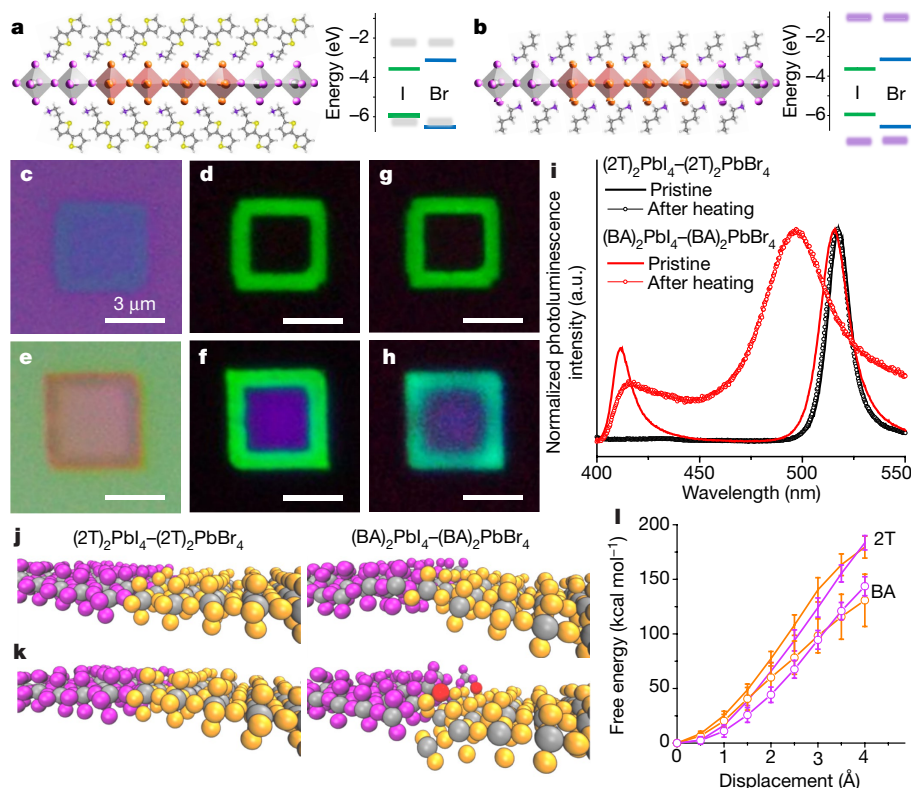 a
Energy (eV)
−2
−4
−6
I
Br
b
Energy (eV)
−2
−4
−6
I
Br
c
3 μm
d
g
e
f
h
i
Normalized photoluminescence
intensity (a.u.)
(2T)₂PbI₄–(2T)₂PbBr₄
Pristine
After heating
(BA)₂PbI₄–(BA)₂PbBr₄
Pristine
After heating
400
450
500
550
Wavelength (nm)
j
(2T)₂PbI₄–(2T)₂PbBr₄
(BA)₂PbI₄–(BA)₂PbBr₄
k
l
Free energy (kcal mol⁻¹)
200
150
100
50
0
2T
BA
0
1
2
3
4
Displacement (Å)